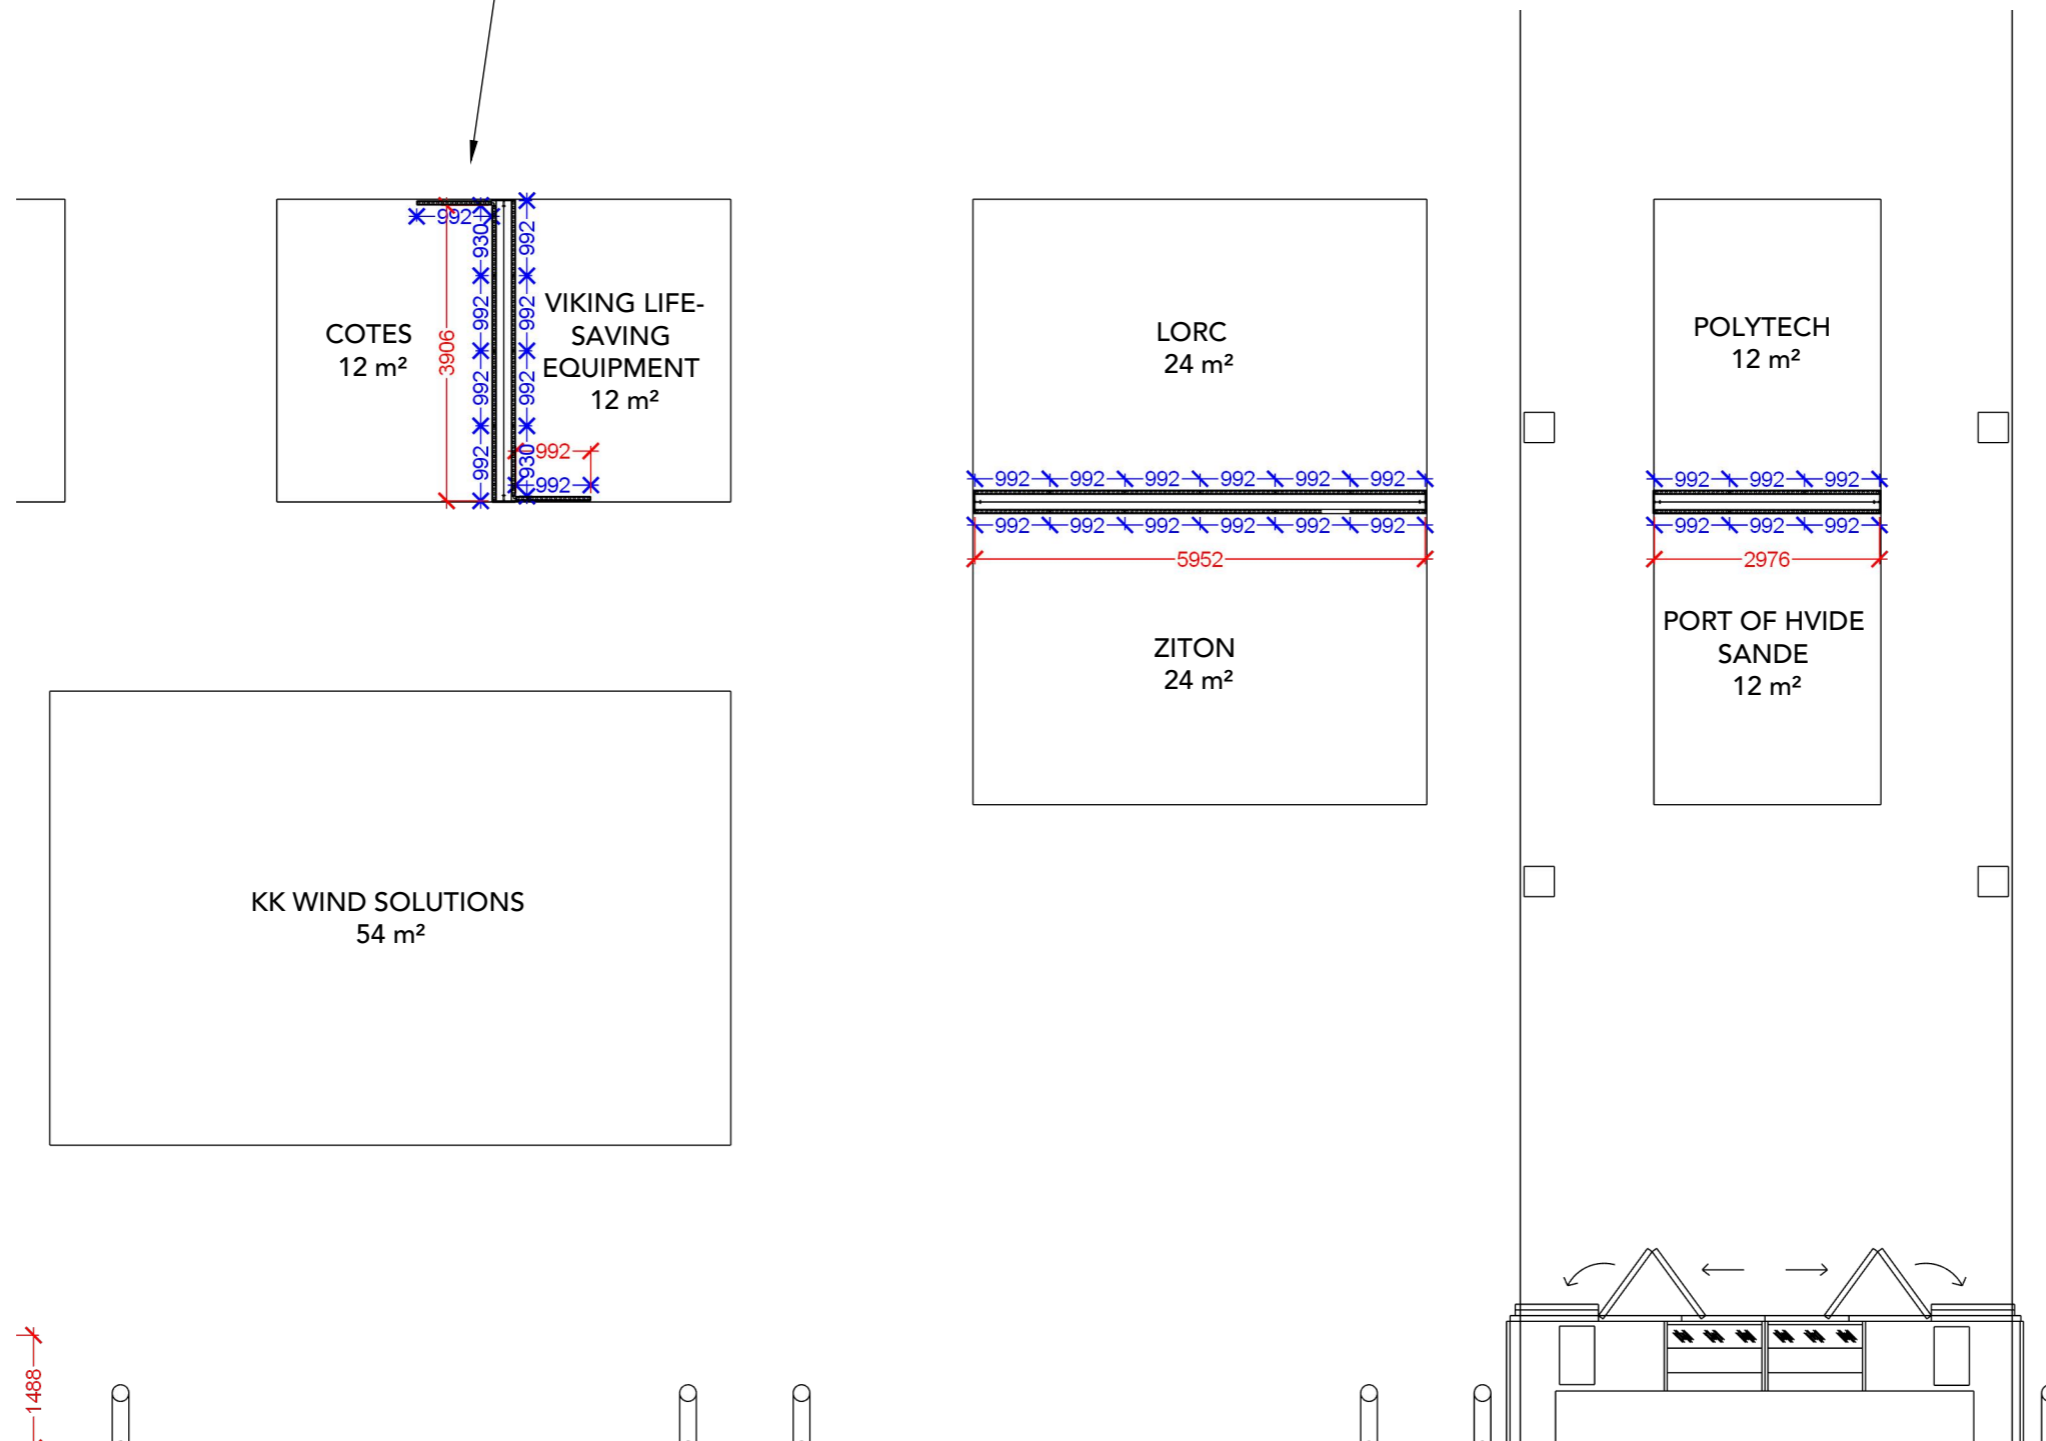 992
930
992
992
992
3906
992
992
992
930
992
992
COTES
12 m²
VIKING LIFE-
SAVING
EQUIPMENT
12 m²
LORC
24 m²
992 992 992 992 992 992
992 992 992 992 992 992
5952
ZITON
24 m²
POLYTECH
12 m²
992 992 992
992 992 992
2976
PORT OF HVIDE
SANDE
12 m²
KK WIND SOLUTIONS
54 m²
1488